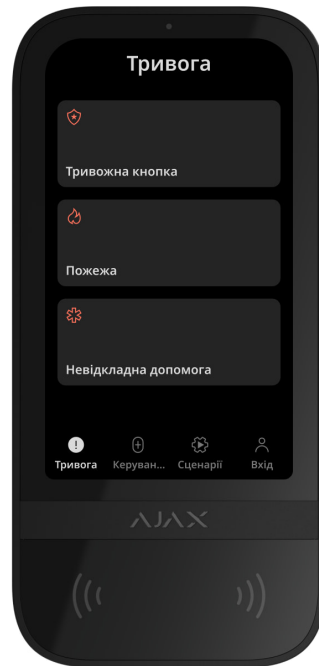 Тривога
Тривожна кнопка
Пожежа
Невідкладна допомога
Тривога Керуван... Сценарії Вхід
AJAX